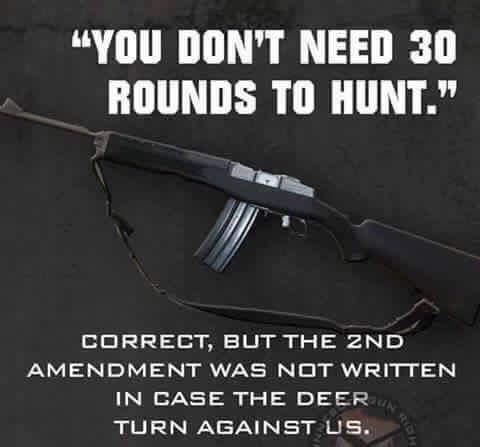 “YOU DON'T NEED 30
ROUNDS TO HUNT.”
CORRECT, BUT THE 2ND
AMENDMENT WAS NOT WRITTEN
IN CASE THE DEER
TURN AGAINST US.